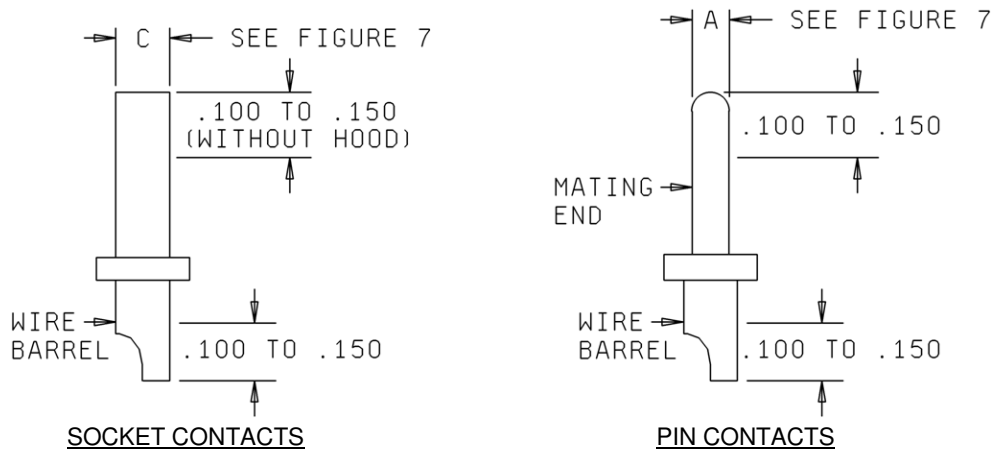 C SEE FIGURE 7
.100 TO .150
(WITHOUT HOOD)
WIRE
BARREL
.100 TO .150
SOCKET CONTACTS
A SEE FIGURE 7
.100 TO .150
MATING
END
WIRE
BARREL
.100 TO .150
PIN CONTACTS